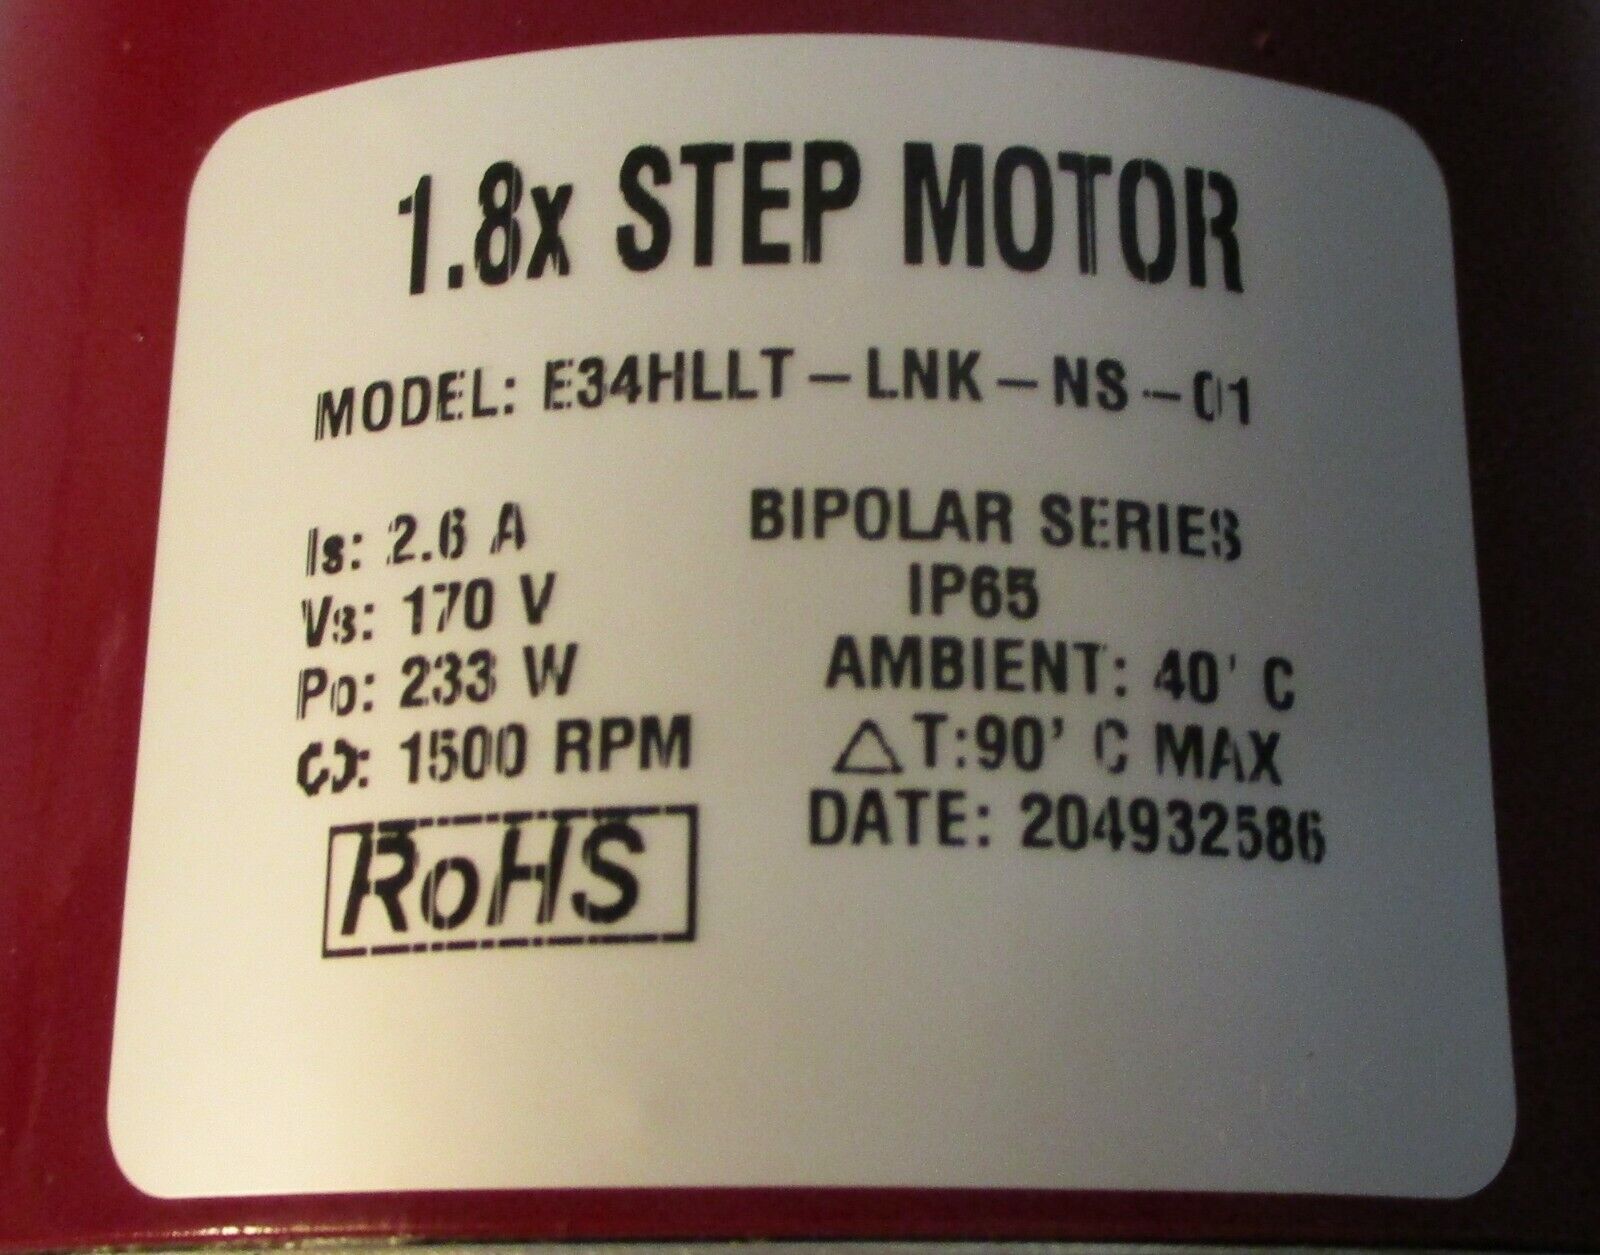 1.8x STEP MOTOR
MODEL: E34HLLT-LNK-NS-01
Is: 2.6 A
Vs: 170 V
Po: 233 W
ω: 1500 RPM
RoHS
BIPOLAR SERIES
IP65
AMBIENT: 40' C
△T:90' C MAX
DATE: 204932586